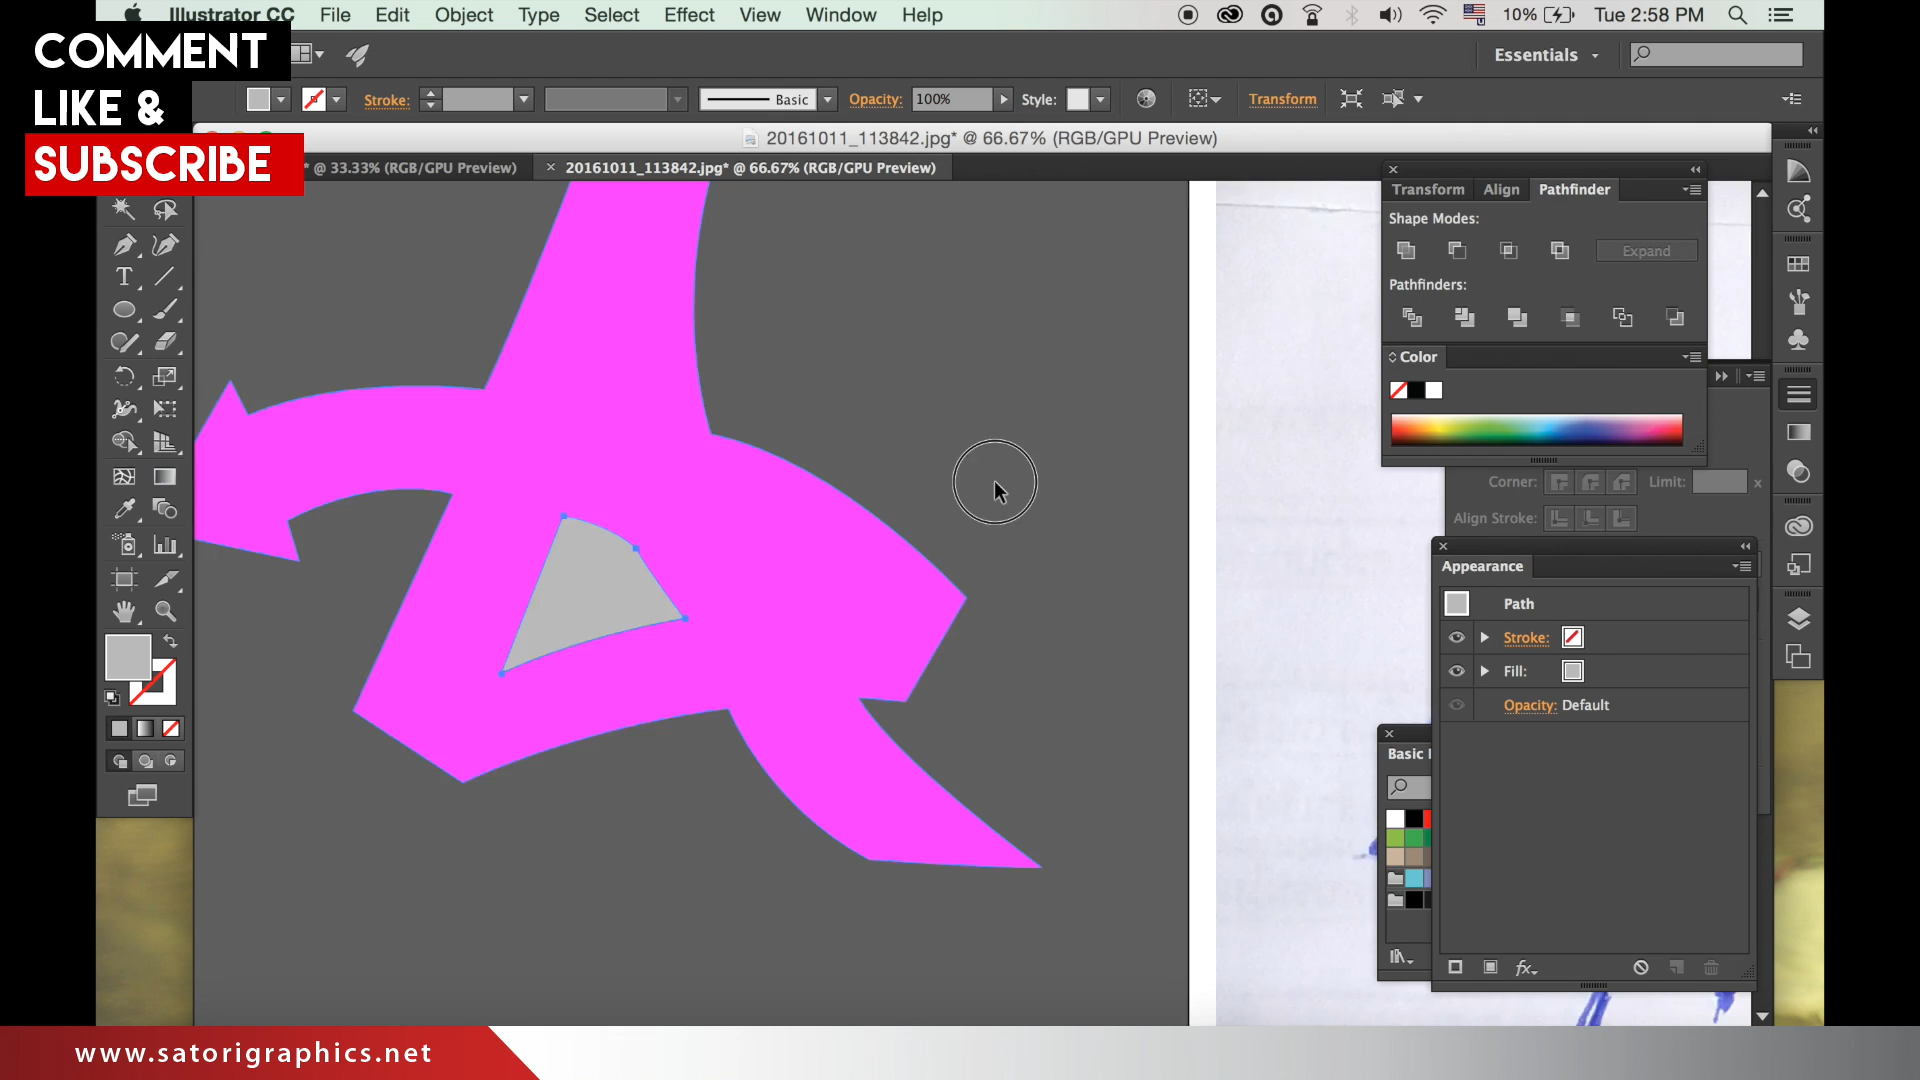 Illustrator CC File Edit Object Type Select Effect View Window Help 10% Tue 2:58 PM
COMMENT
LIKE &
SUBSCRIBE
Essentials
Stroke: Basic Opacity: 100% Style: Transform
20161011_113842.jpg* @ 66.67% (RGB/GPU Preview)
* @ 33.33% (RGB/GPU Preview) × 20161011_113842.jpg* @ 66.67% (RGB/GPU Preview)
Transform Align Pathfinder
Shape Modes:
Expand
Pathfinders:
Color
Corner: Limit: x
Align Stroke:
Appearance
Path
Stroke:
Fill:
Opacity: Default
Basic
fx
T
www.satorigraphics.net